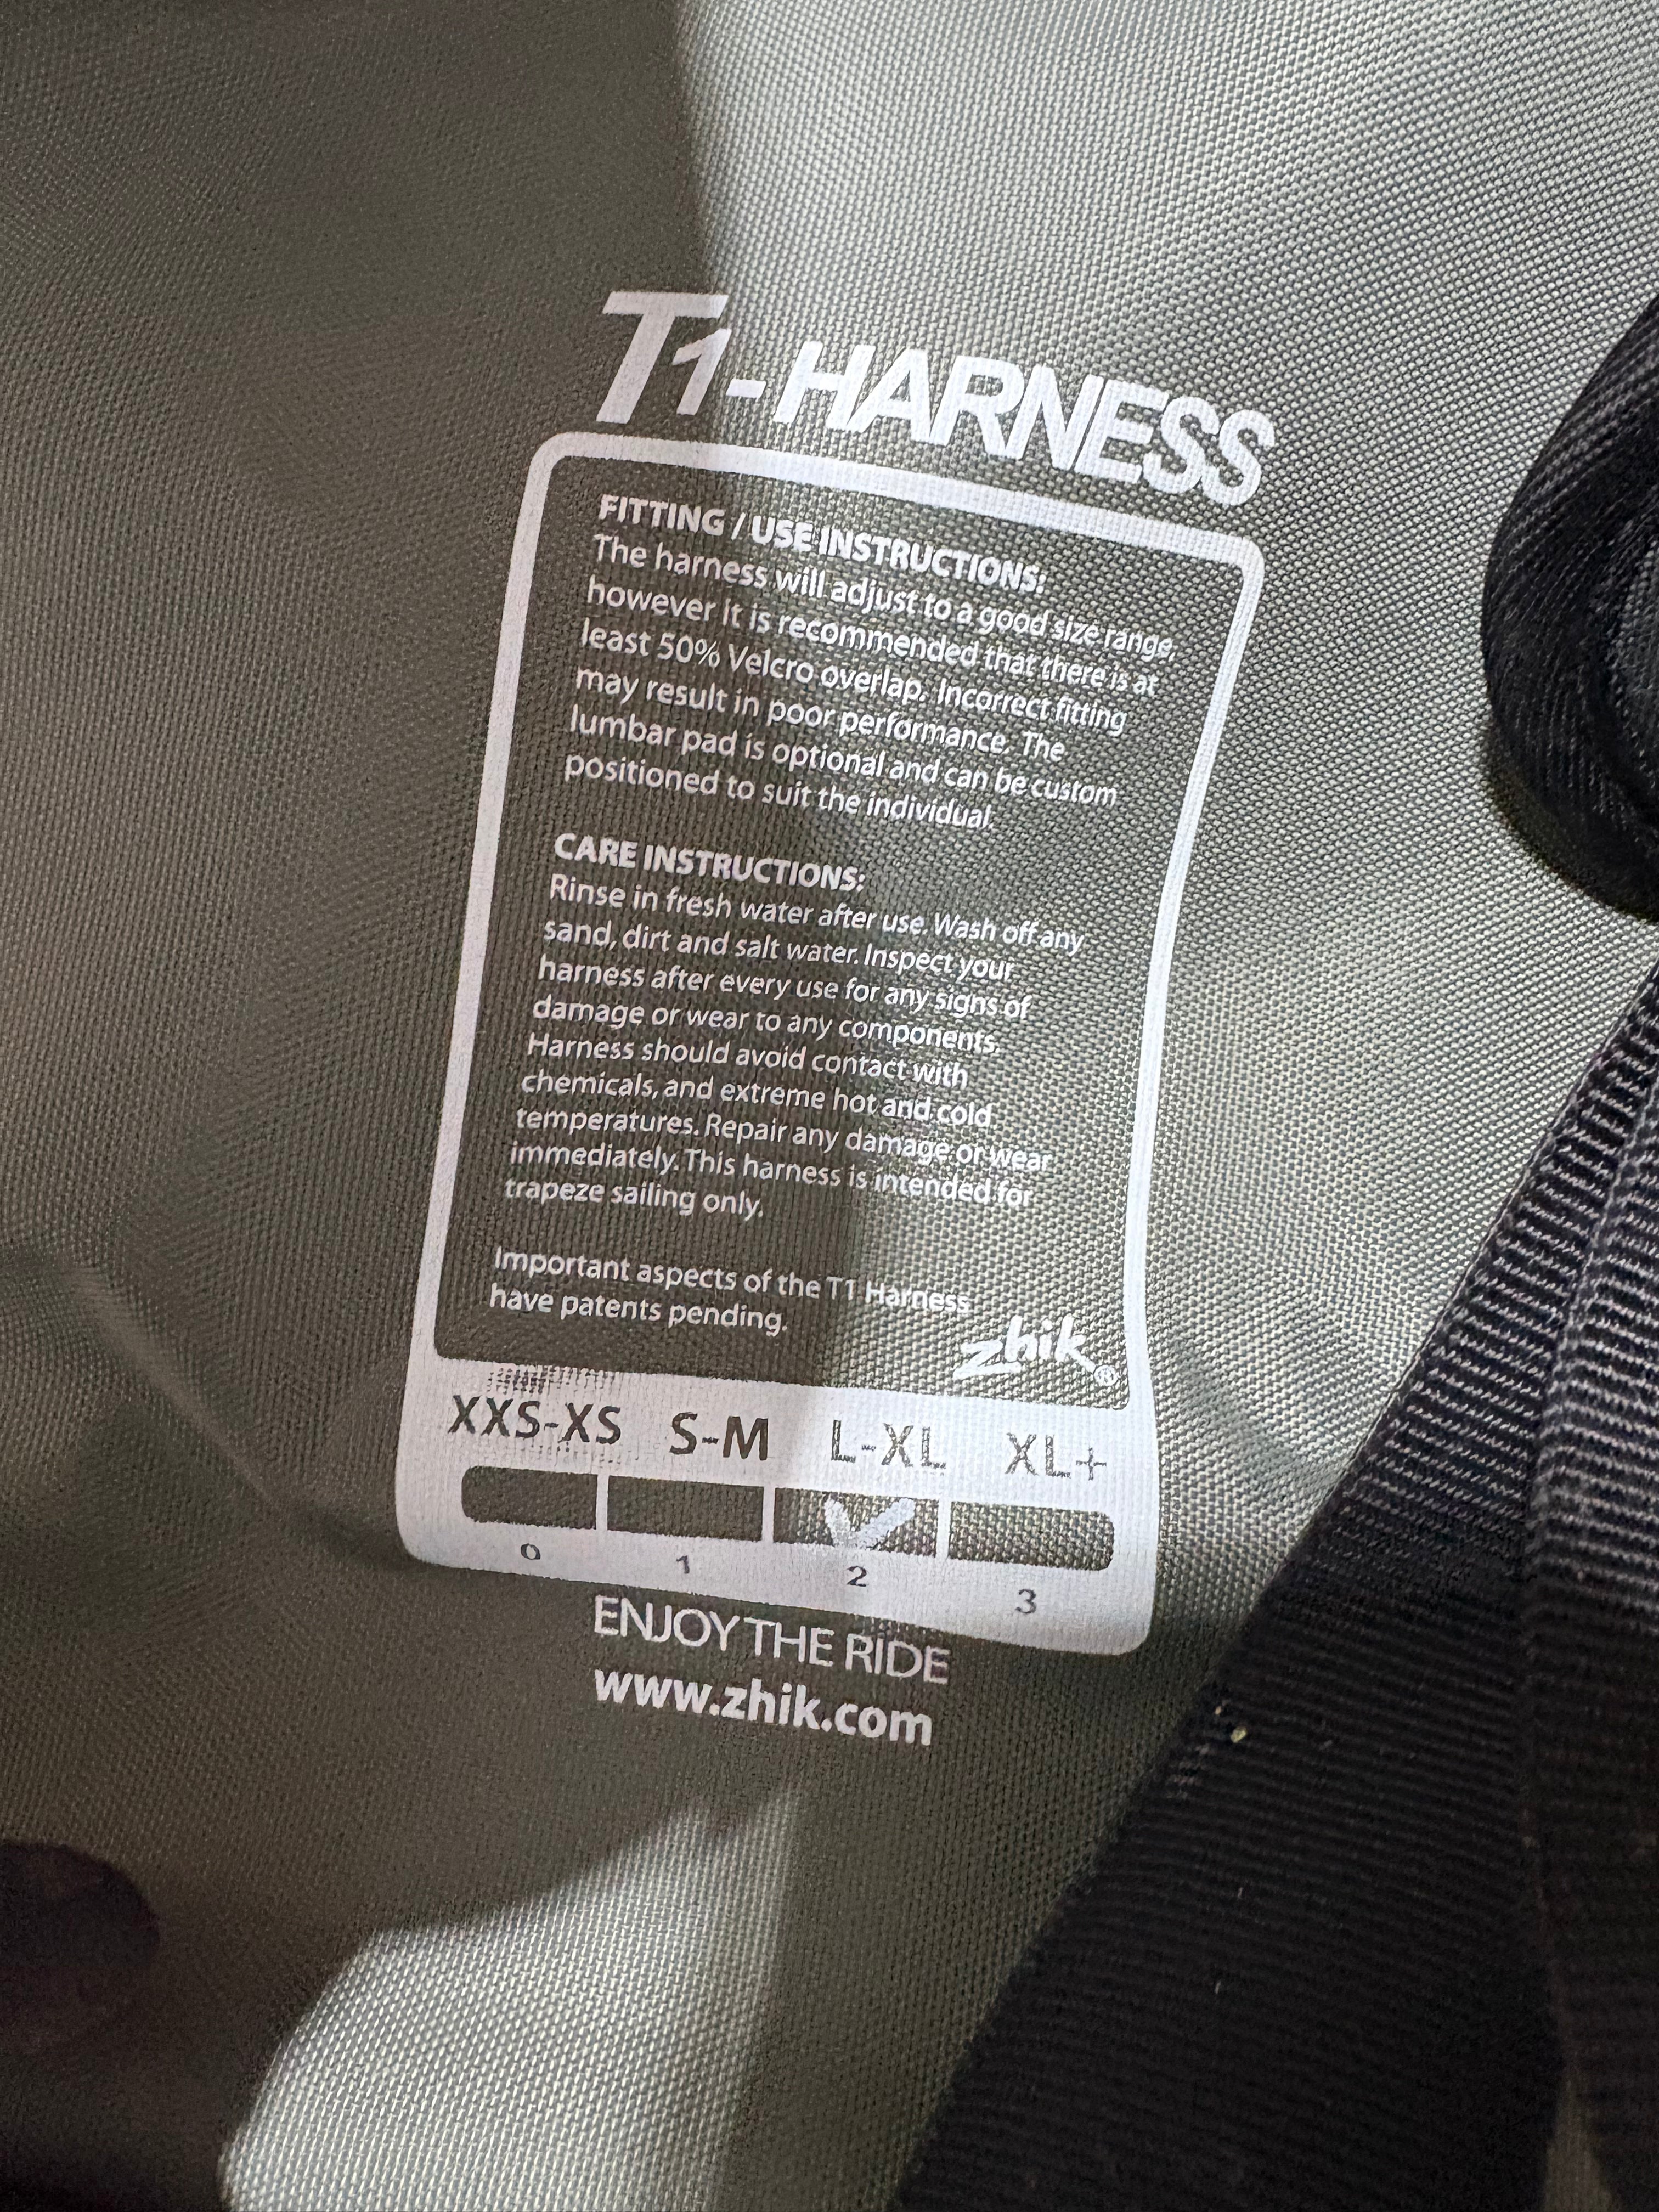 T1-HARNESS
FITTING / USE INSTRUCTIONS:
The harness will adjust to a good size range,
however it is recommended that there is at
least 50% Velcro overlap. Incorrect fitting
may result in poor performance. The
lumbar pad is optional and can be custom
positioned to suit the individual.
CARE INSTRUCTIONS:
Rinse in fresh water after use. Wash off any
sand, dirt and salt water. Inspect your
harness after every use for any signs of
damage or wear to any components.
Harness should avoid contact with
chemicals, and extreme hot and cold
temperatures. Repair any damage or wear
immediately. This harness is intended for
trapeze sailing only.
Important aspects of the T1 Harness
have patents pending.
zhik®
XXS-XS S-M L-XL XL+
0 1 2 3
ENJOY THE RIDE
www.zhik.com